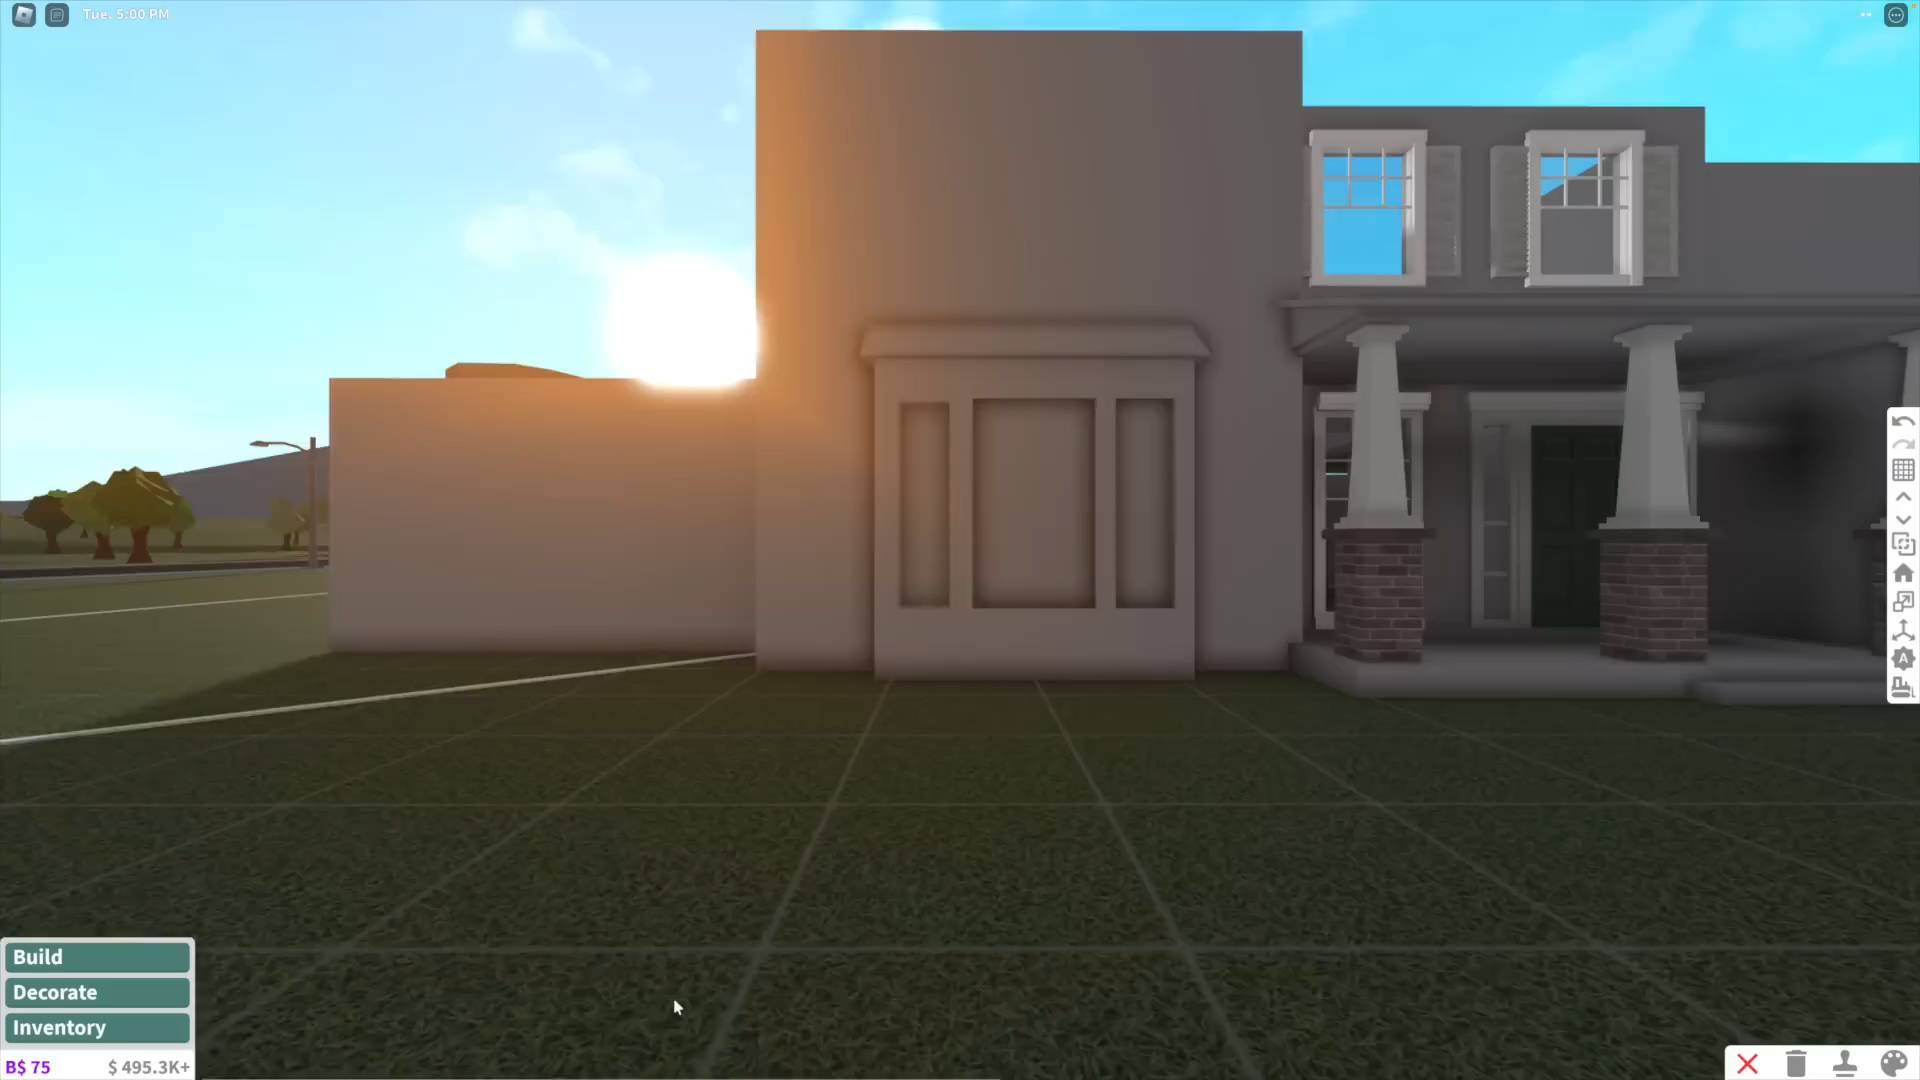 Tue. 5:00 PM
Build
Decorate
Inventory
B$ 75
$ 495.3K+
A